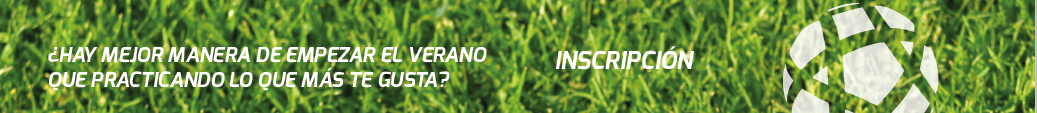 ¿HAY MEJOR MANERA DE EMPEZAR EL VERANO
QUE PRACTICANDO LO QUE MÁS TE GUSTA?
INSCRIPCIÓN